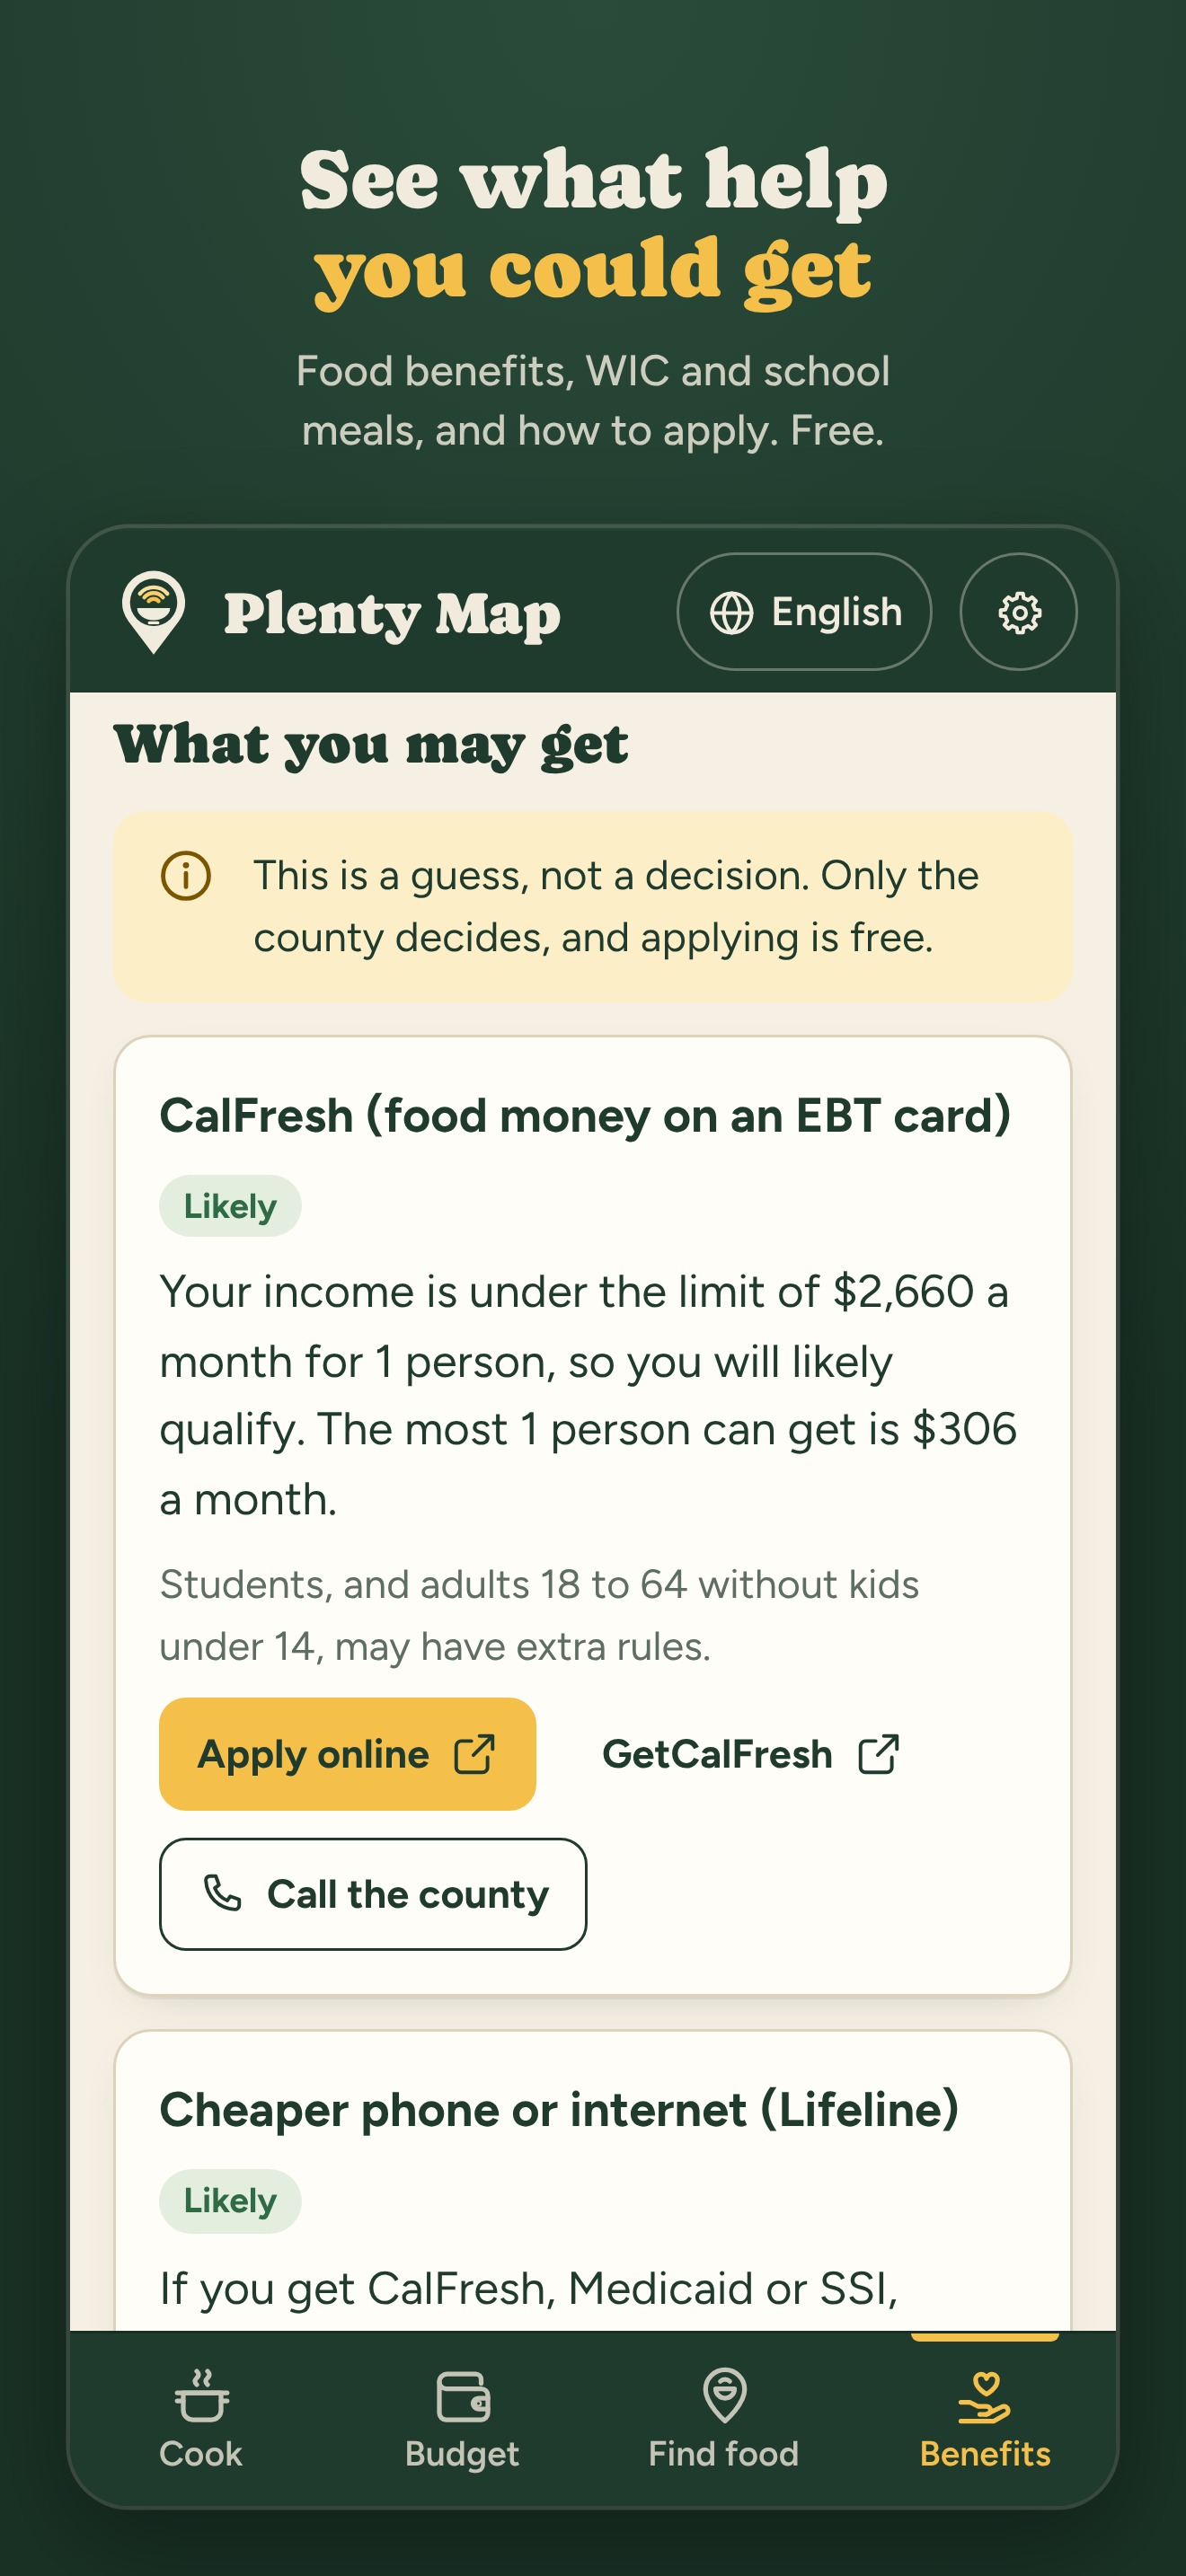 See what help
you could get
Food benefits, WIC and school
meals, and how to apply. Free.
Plenty Map
English
What you may get
This is a guess, not a decision. Only the
county decides, and applying is free.
CalFresh (food money on an EBT card)
Likely
Your income is under the limit of $2,660 a
month for 1 person, so you will likely
qualify. The most 1 person can get is $306
a month.
Students, and adults 18 to 64 without kids
under 14, may have extra rules.
Apply online
GetCalFresh
Call the county
Cheaper phone or internet (Lifeline)
Likely
If you get CalFresh, Medicaid or SSI,
Cook
Budget
Find food
Benefits